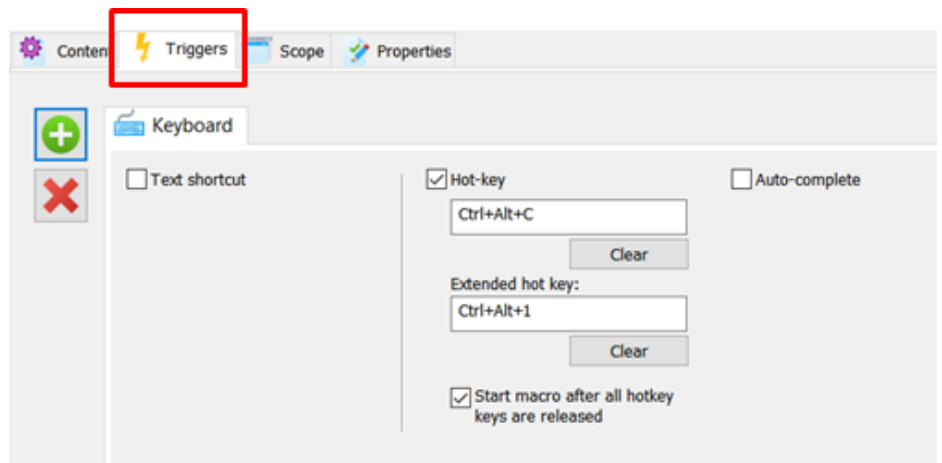 Conten Triggers Scope Properties
Keyboard
Text shortcut
Hot-key
Auto-complete
Ctrl+Alt+C
Clear
Extended hot key:
Ctrl+Alt+1
Clear
Start macro after all hotkey
keys are released